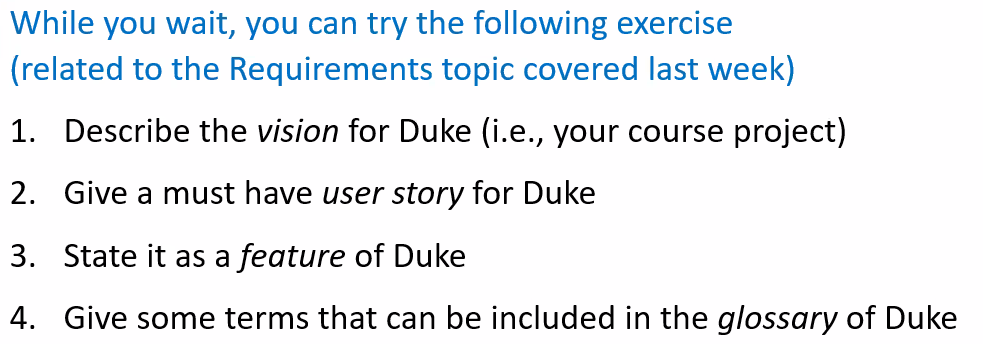 While you wait, you can try the following exercise
(related to the Requirements topic covered last week)
1. Describe the vision for Duke (i.e., your course project)
2. Give a must have user story for Duke
3. State it as a feature of Duke
4. Give some terms that can be included in the glossary of Duke